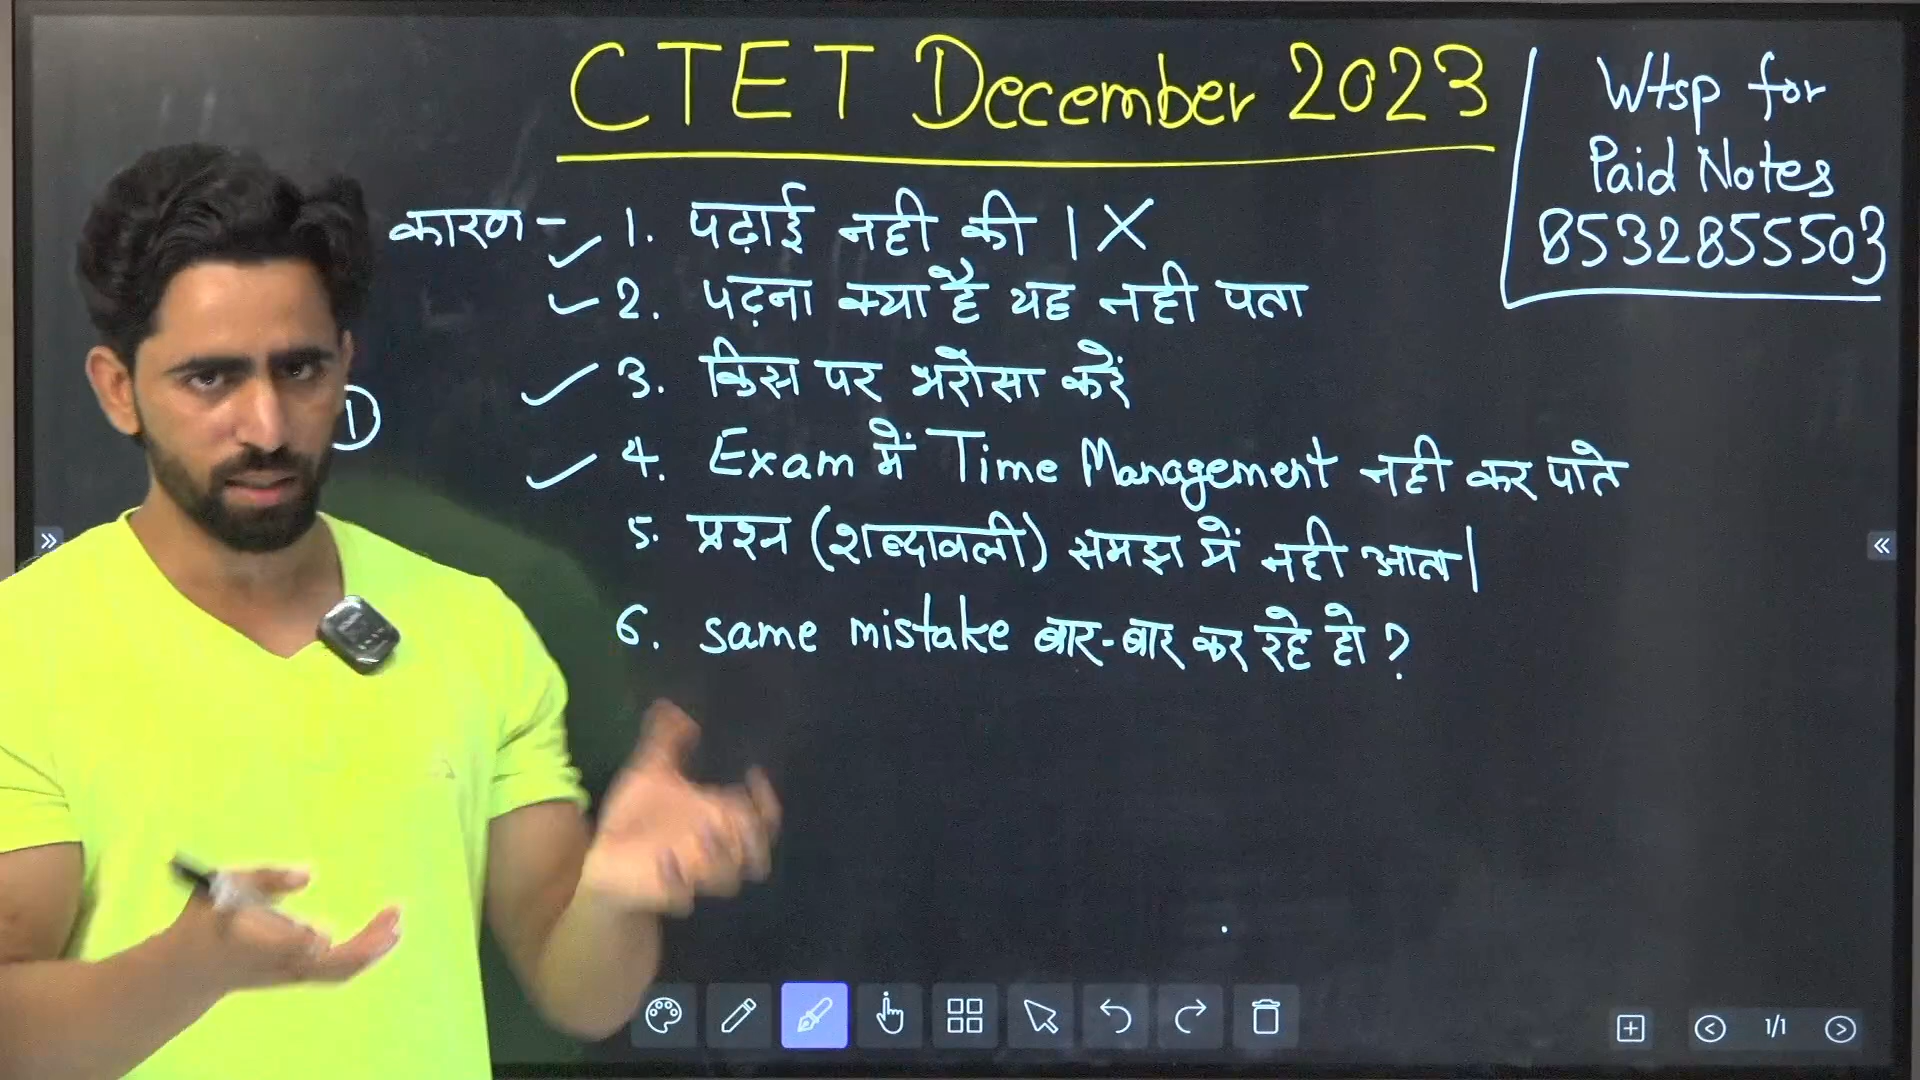 CTET December 2023
Wtsp for
Paid Notes
8532855503
कारण - 1. पढ़ाई नही की । X
2. पढ़ना क्या है यह नही पता
3. किस पर भरोसा करें
1
4. Exam में Time Management नही कर पाते
5. प्रश्न (शब्दावली) समझ में नही आता।
6. same mistake बार-बार कर रहे हो ?
1/1